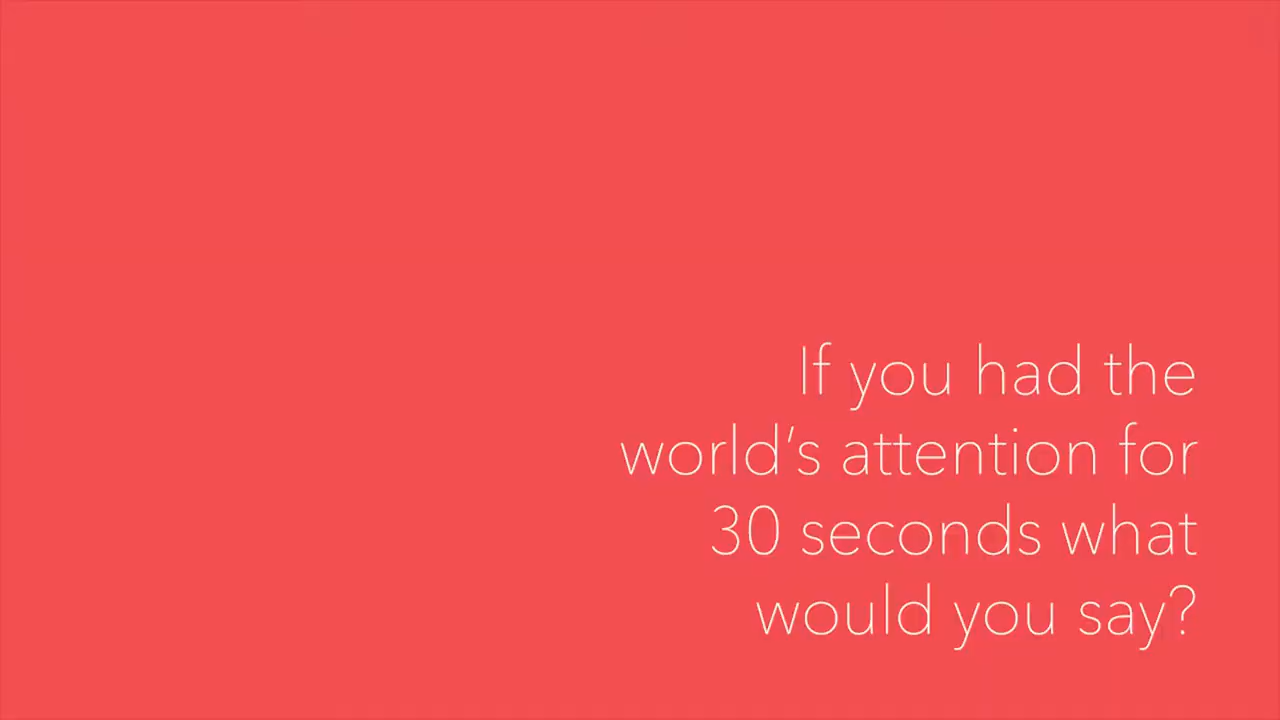 If you had the
world’s attention for
30 seconds what
would you say?